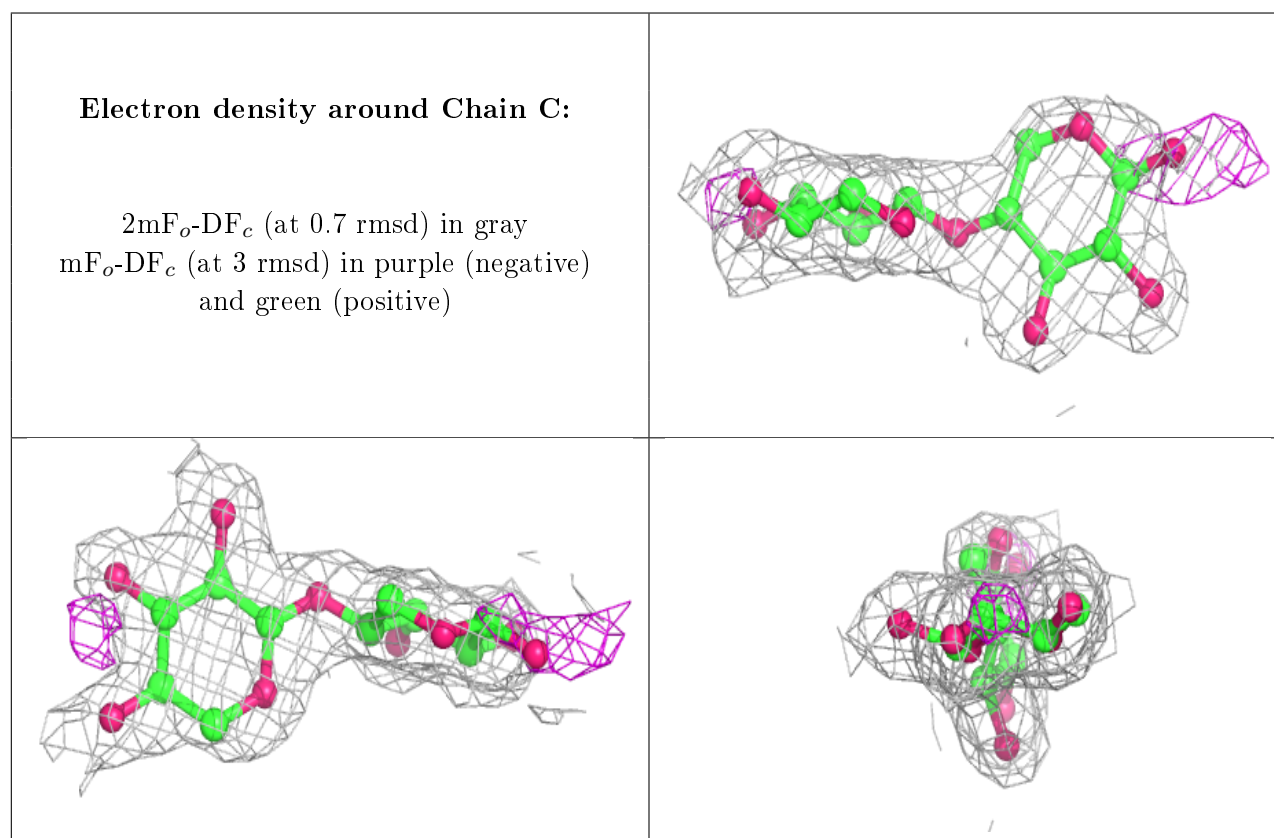 Electron density around Chain C:
2mFₒ-DF𝒸 (at 0.7 rmsd) in gray
mFₒ-DF𝒸 (at 3 rmsd) in purple (negative)
and green (positive)